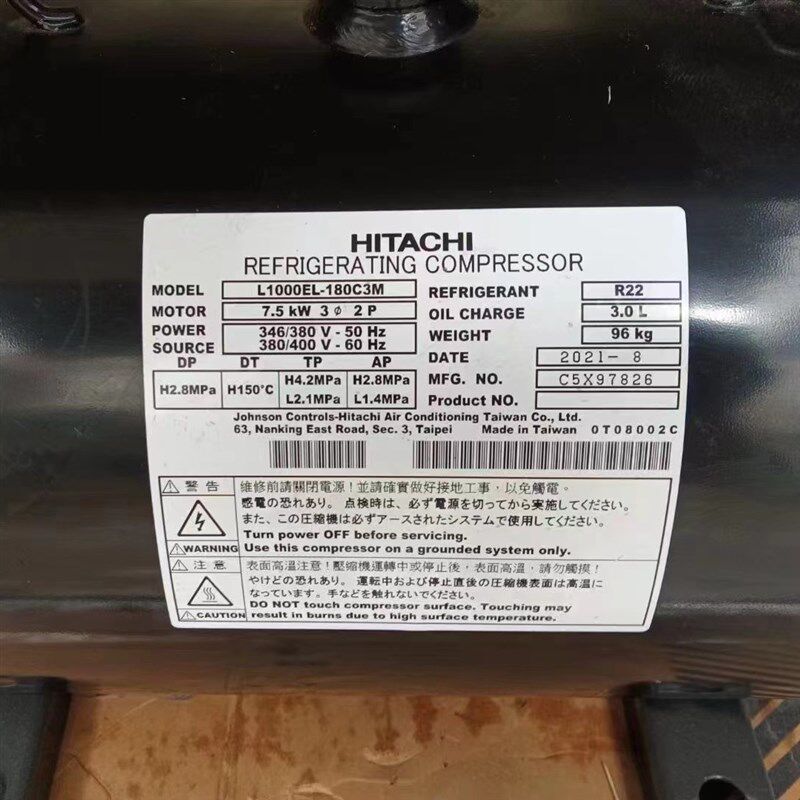 HITACHI
REFRIGERATING COMPRESSOR
MODEL L1000EL-180C3M
MOTOR 7.5 kW 3 φ 2 P
POWER SOURCE 346/380 V - 50 Hz
380/400 V - 60 Hz
DP DT TP AP
H2.8MPa H150°C H4.2MPa H2.8MPa
L2.1MPa L1.4MPa
REFRIGERANT R22
OIL CHARGE 3.0 L
WEIGHT 96 kg
DATE 2021- 8
MFG. NO. C5X97826
Product NO.
Johnson Controls-Hitachi Air Conditioning Taiwan Co., Ltd.
63, Nanking East Road, Sec. 3, Taipei Made in Taiwan 0T08002C
警告
維修前請關閉電源!並請確實做好接地工事,以免觸電。
感電の恐れあり。点検時は、必ず電源を切ってから実施してください。
また、この圧縮機は必ずアースされたシステムで使用してください。
Turn power OFF before servicing.
WARNING Use this compressor on a grounded system only.
注意
表面高溫注意!壓縮機運轉中或停止後,表面高溫,請勿觸摸!
やけどの恐れあり。運転中および停止直後の圧縮機表面は高温に
なっています。手などを触れないでください。
DO NOT touch compressor surface. Touching may
CAUTION result in burns due to high surface temperature.